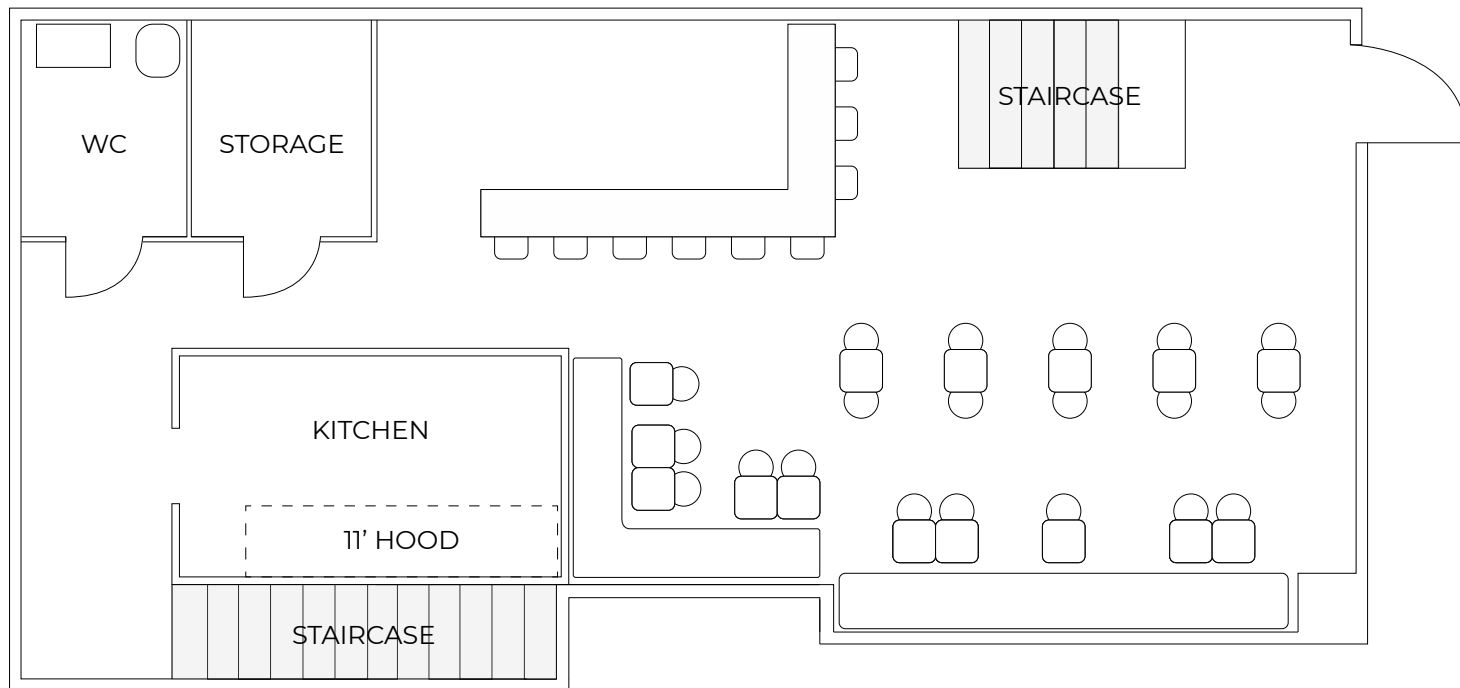 STAIRCASE
WC
STORAGE
KITCHEN
11’ HOOD
STAIRCASE